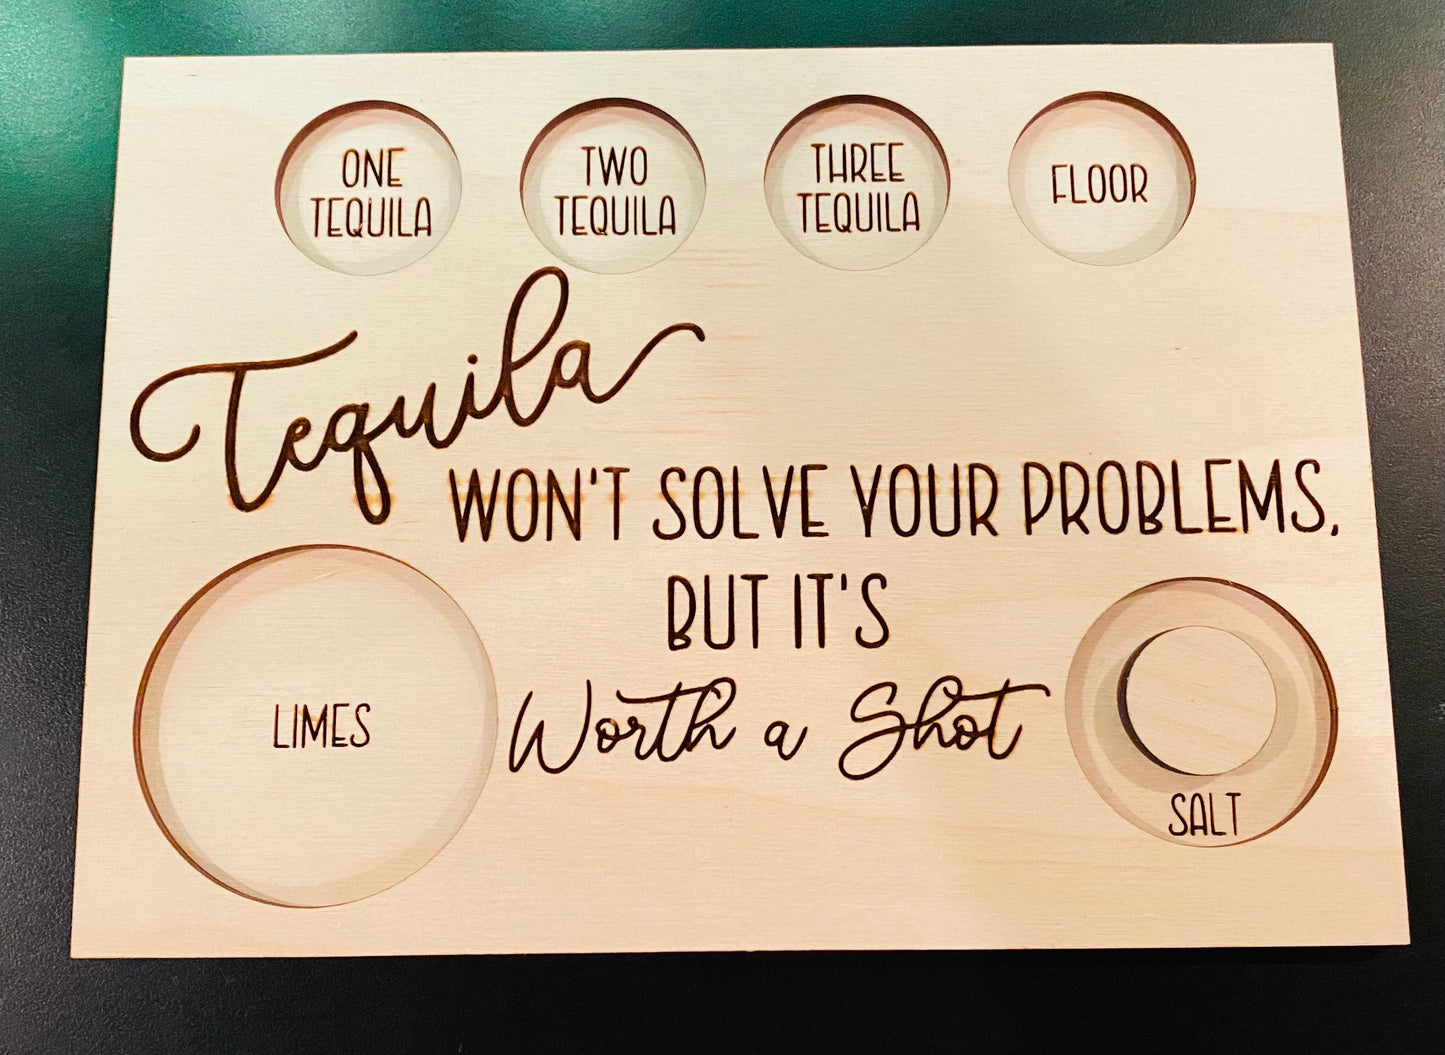 ONE
TEQUILA
TWO
TEQUILA
THREE
TEQUILA
FLOOR
Tequila
WON'T SOLVE YOUR PROBLEMS,
BUT IT'S
Worth a Shot
LIMES
SALT